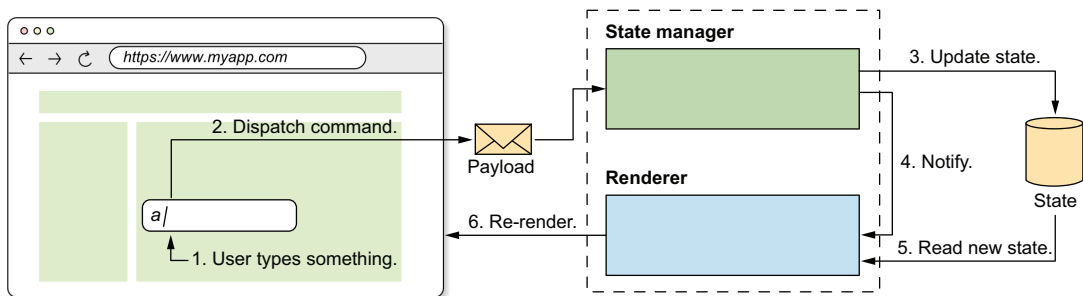 https://www.myapp.com
State manager
3. Update state.
2. Dispatch command.
Payload
4. Notify.
State
Renderer
a
6. Re-render.
1. User types something.
5. Read new state.